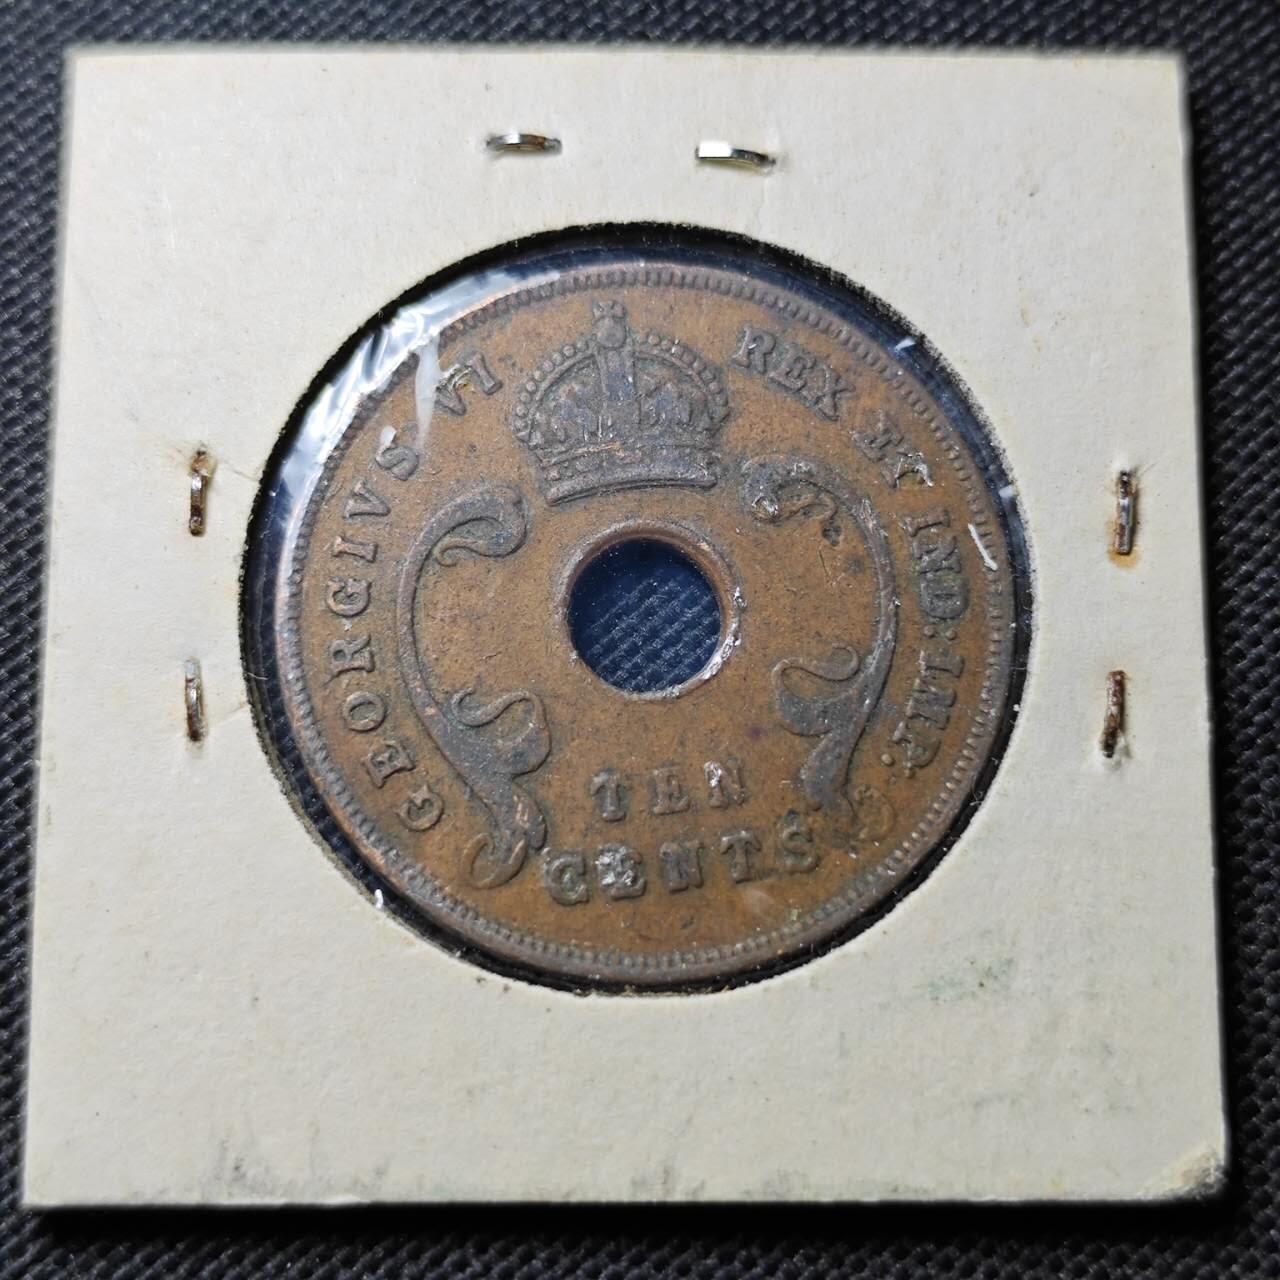 GEORGIVS VI REX ET IND: IMP:
TEN
CENTS